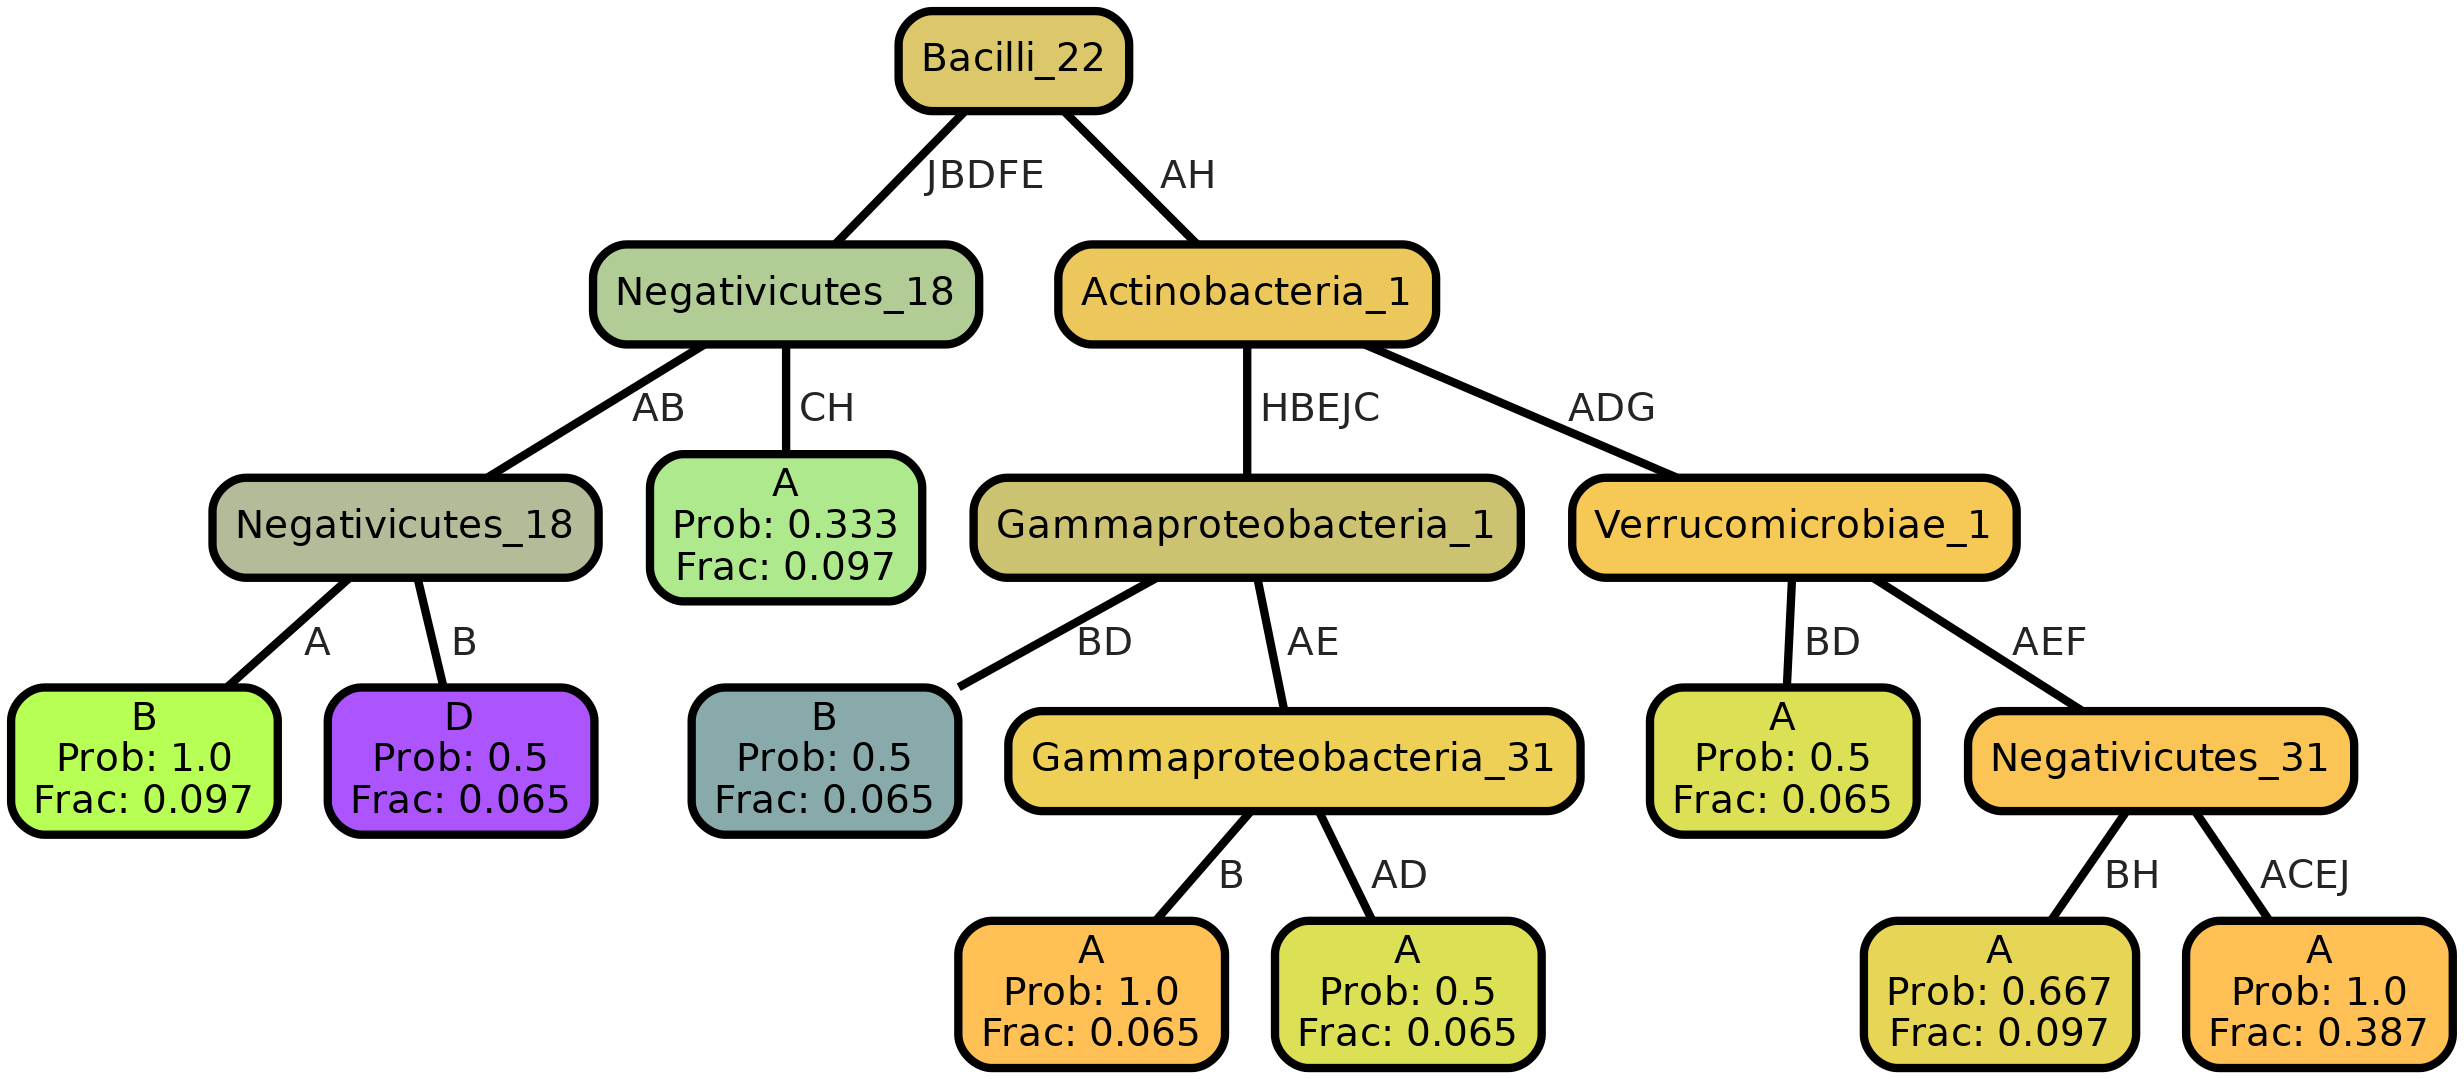 Bacilli_22
JBDFE
AH
Negativicutes_18
Actinobacteria_1
AB
CH
HBEJC
ADG
Negativicutes_18
A
Prob: 0.333
Frac: 0.097
Gammaproteobacteria_1
Verrucomicrobiae_1
A
B
BD
AE
BD
AEF
B
Prob: 1.0
Frac: 0.097
D
Prob: 0.5
Frac: 0.065
B
Prob: 0.5
Frac: 0.065
Gammaproteobacteria_31
A
Prob: 0.5
Frac: 0.065
Negativicutes_31
B
AD
BH
ACEJ
A
Prob: 1.0
Frac: 0.065
A
Prob: 0.5
Frac: 0.065
A
Prob: 0.667
Frac: 0.097
A
Prob: 1.0
Frac: 0.387